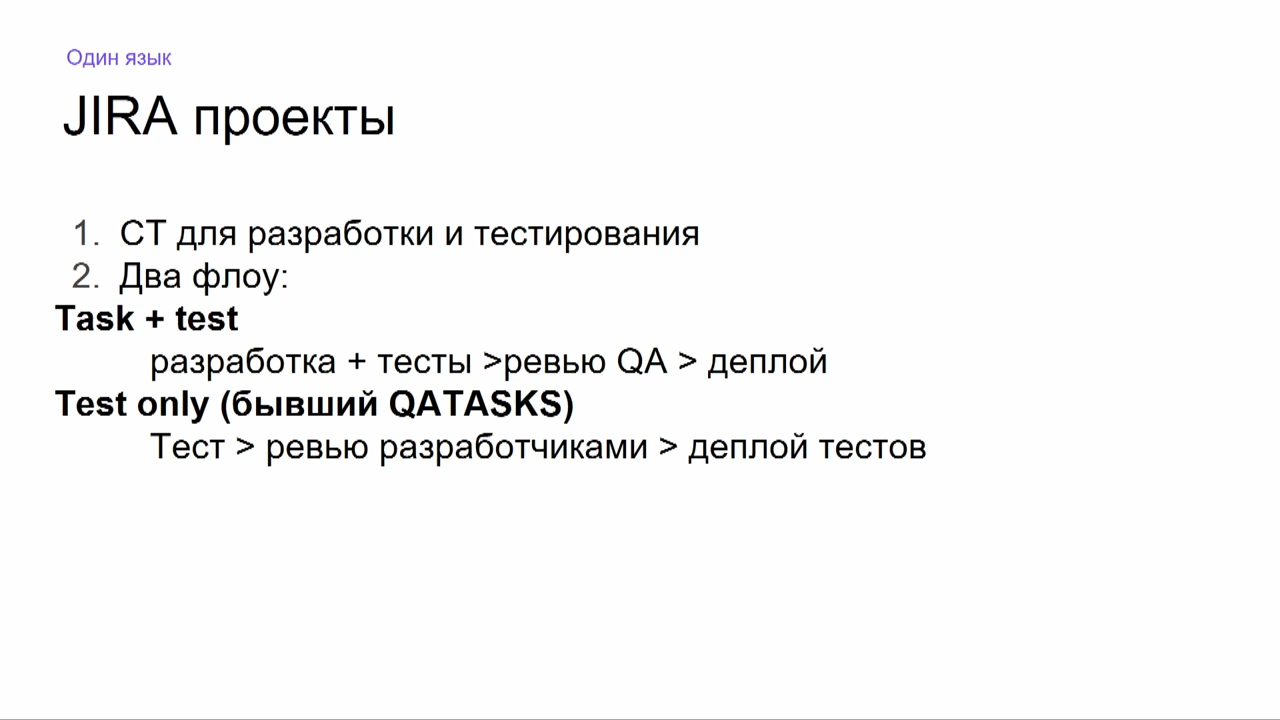 Один язык
JIRA проекты
1. СТ для разработки и тестирования
2. Два флоу:
Task + test
разработка + тесты >ревью QA > деплой
Test only (бывший QATASKS)
Тест > ревью разработчиками > деплой тестов